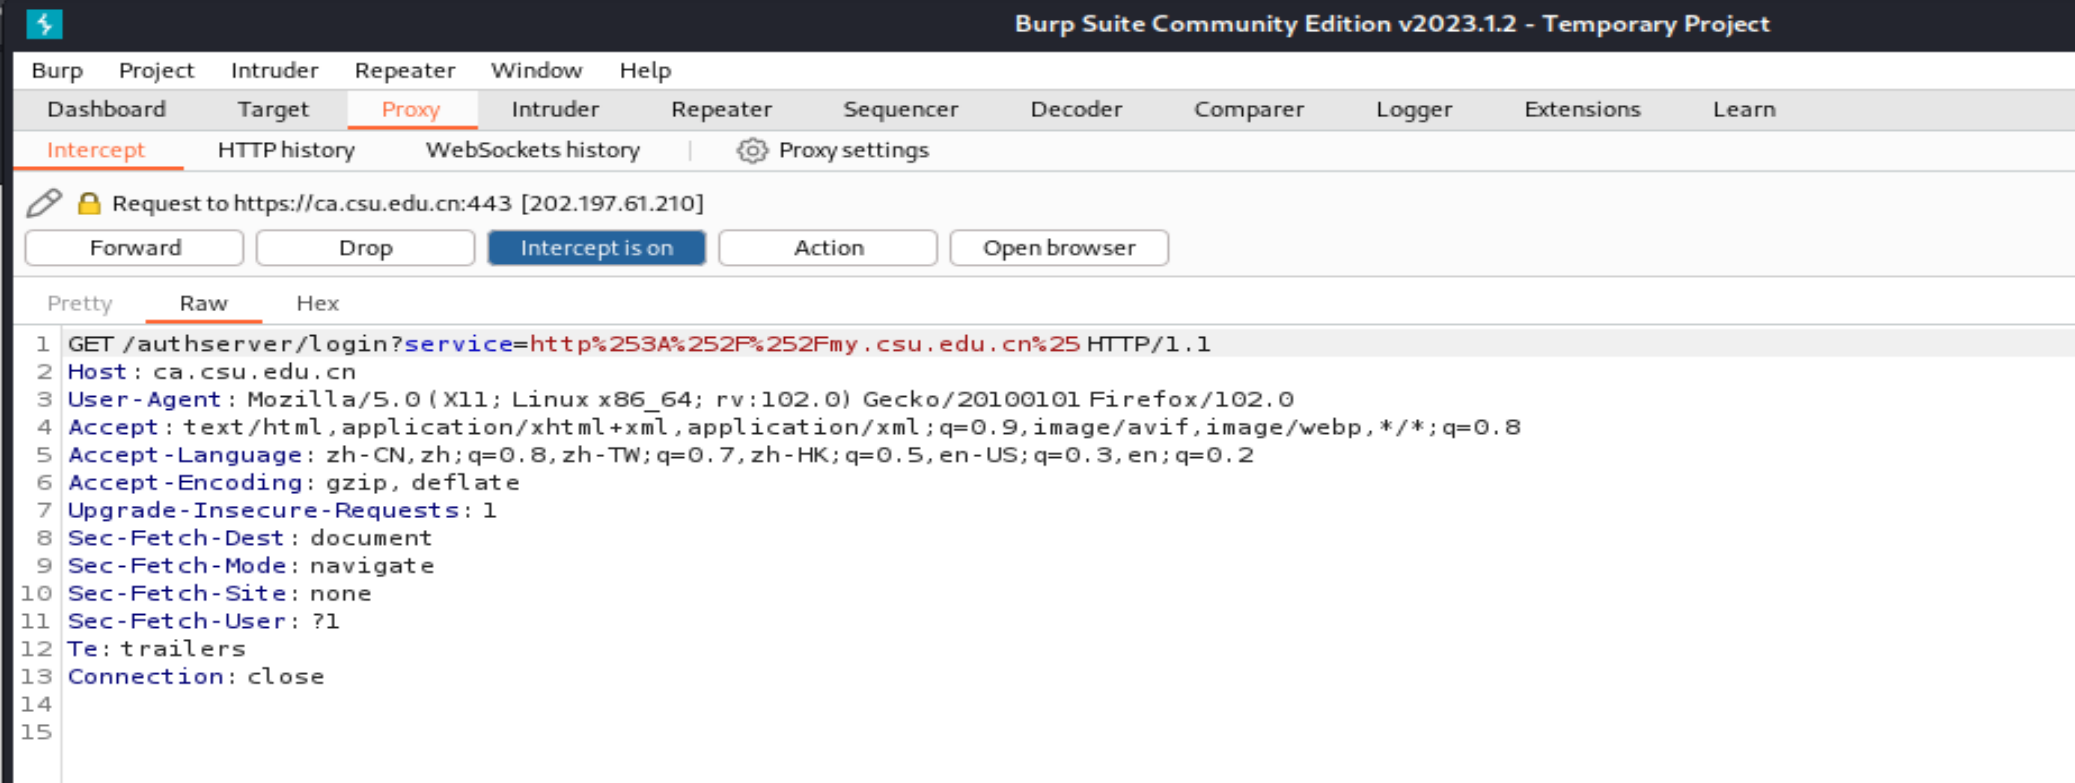 Burp Suite Community Edition v2023.1.2 - Temporary Project
Burp Project Intruder Repeater Window Help
Dashboard Target Proxy Intruder Repeater Sequencer Decoder Comparer Logger Extensions Learn
Intercept HTTP history WebSockets history | Proxy settings
Request to https://ca.csu.edu.cn:443 [202.197.61.210]
Forward Drop Intercept is on Action Open browser
Pretty Raw Hex
1 GET /authserver/login?service=http%253A%252F%252Fmy.csu.edu.cn%25 HTTP/1.1
2 Host: ca.csu.edu.cn
3 User-Agent: Mozilla/5.0 (X11; Linux x86_64; rv:102.0) Gecko/20100101 Firefox/102.0
4 Accept: text/html,application/xhtml+xml,application/xml;q=0.9,image/avif,image/webp,*/*;q=0.8
5 Accept-Language: zh-CN,zh;q=0.8,zh-TW;q=0.7,zh-HK;q=0.5,en-US;q=0.3,en;q=0.2
6 Accept-Encoding: gzip, deflate
7 Upgrade-Insecure-Requests: 1
8 Sec-Fetch-Dest: document
9 Sec-Fetch-Mode: navigate
10 Sec-Fetch-Site: none
11 Sec-Fetch-User: ?1
12 Te: trailers
13 Connection: close
14
15